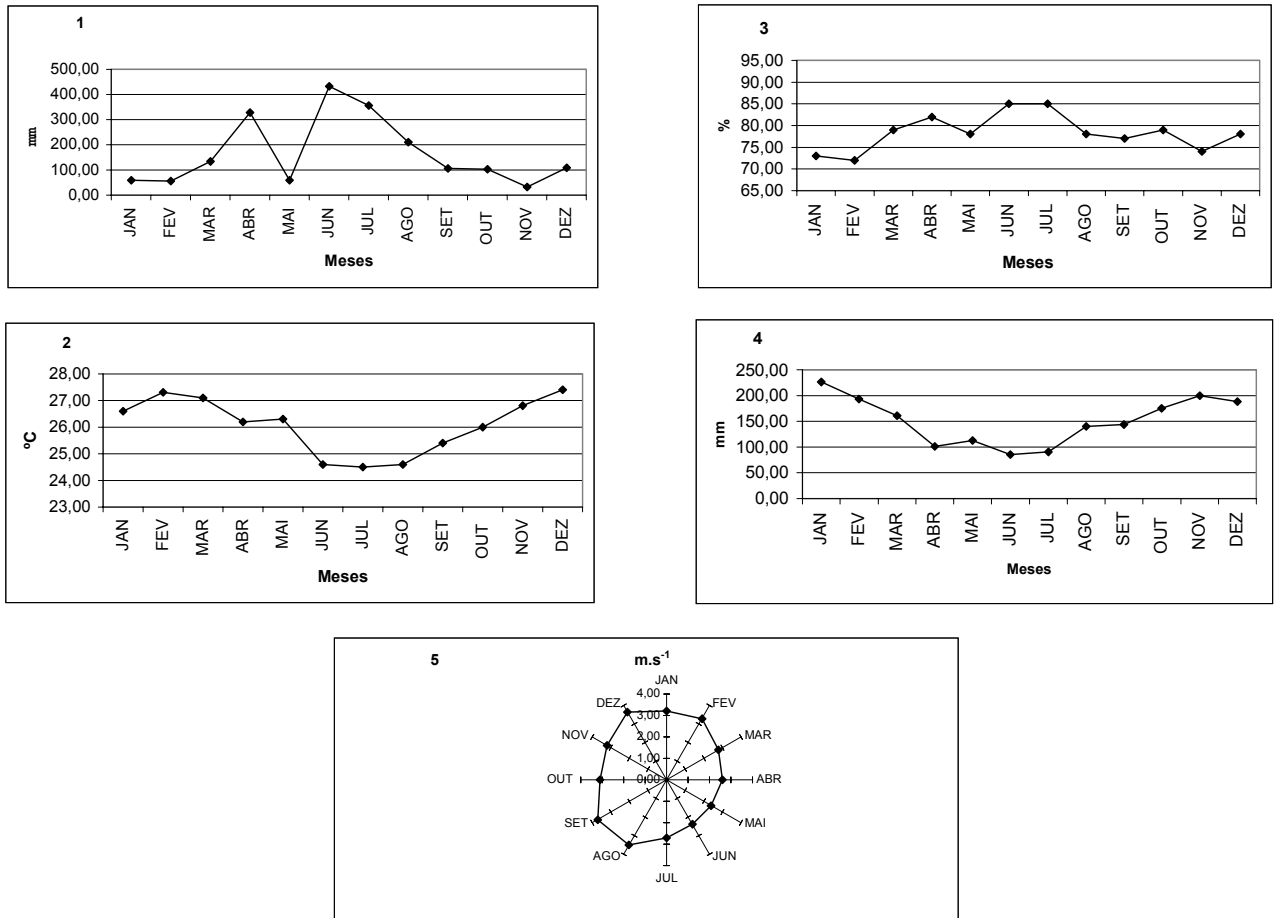 1
500,00
400,00
300,00
200,00
100,00
0,00
mm
JAN
FEV
MAR
ABR
MAI
JUN
JUL
AGO
SET
OUT
NOV
DEZ
Meses
3
95,00
90,00
85,00
80,00
75,00
70,00
65,00
%
JAN
FEV
MAR
ABR
MAI
JUN
JUL
AGO
SET
OUT
NOV
DEZ
Meses
2
28,00
27,00
26,00
25,00
24,00
23,00
ºC
JAN
FEV
MAR
ABR
MAI
JUN
JUL
AGO
SET
OUT
NOV
DEZ
Meses
4
250,00
200,00
150,00
100,00
50,00
0,00
mm
JAN
FEV
MAR
ABR
MAI
JUN
JUL
AGO
SET
OUT
NOV
DEZ
Meses
5
m.s-1
4,00
3,00
2,00
1,00
0,00
JAN
FEV
MAR
ABR
MAI
JUN
JUL
AGO
SET
OUT
NOV
DEZ